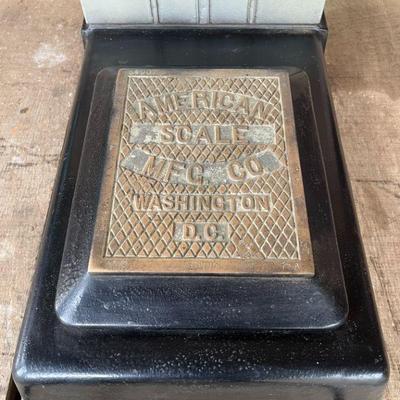 AMERICAN
SCALE
MFG. CO.
WASHINGTON
D.C.